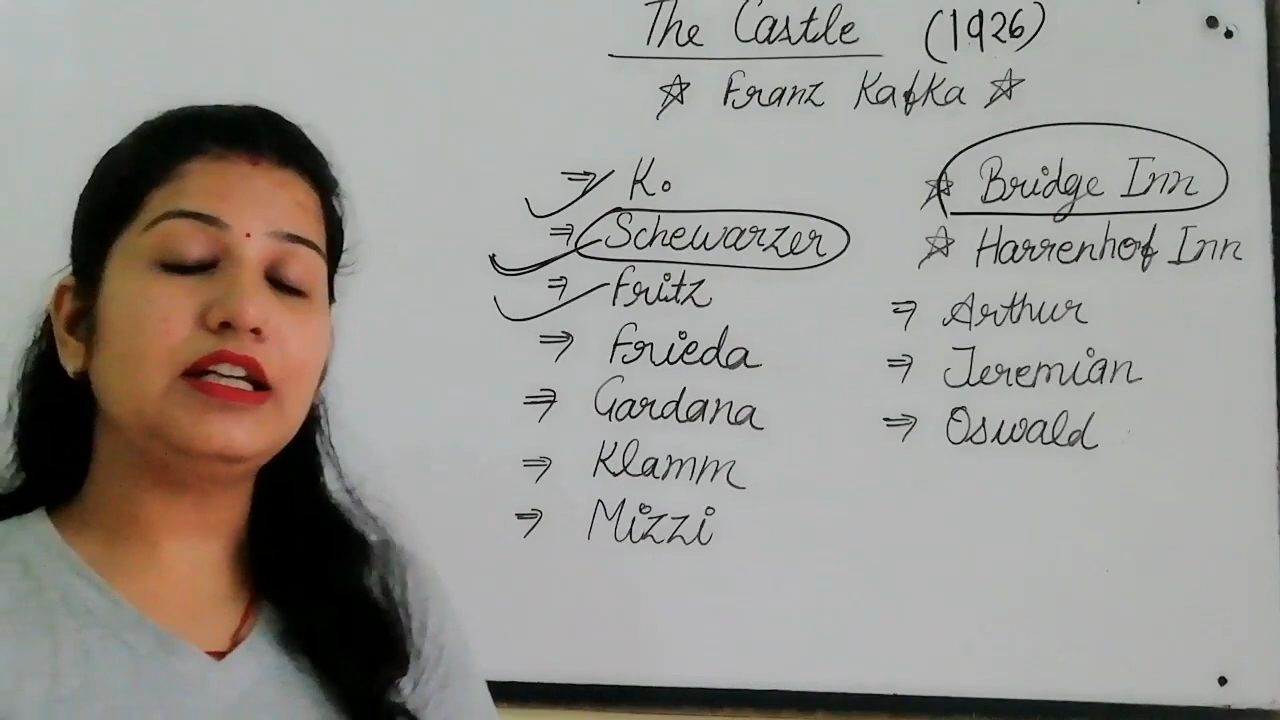 The Castle (1926)
☆ Franz Kafka ☆
⇒ K.
⇒ Schewarzer
⇒ Fritz
⇒ Frieda
⇒ Gardana
⇒ Klamm
⇒ Mizzi
☆ Bridge Inn
☆ Harrenhof Inn
⇒ Arthur
⇒ Jeremian
⇒ Oswald